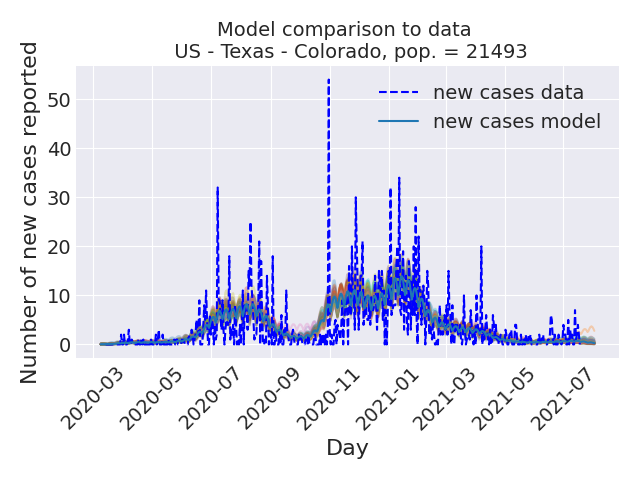 Model comparison to data
US - Texas - Colorado, pop. = 21493
Number of new cases reported
50
40
30
20
10
0
new cases data
new cases model
2020-03
2020-05
2020-07
2020-09
2020-11
2021-01
2021-03
2021-05
2021-07
Day